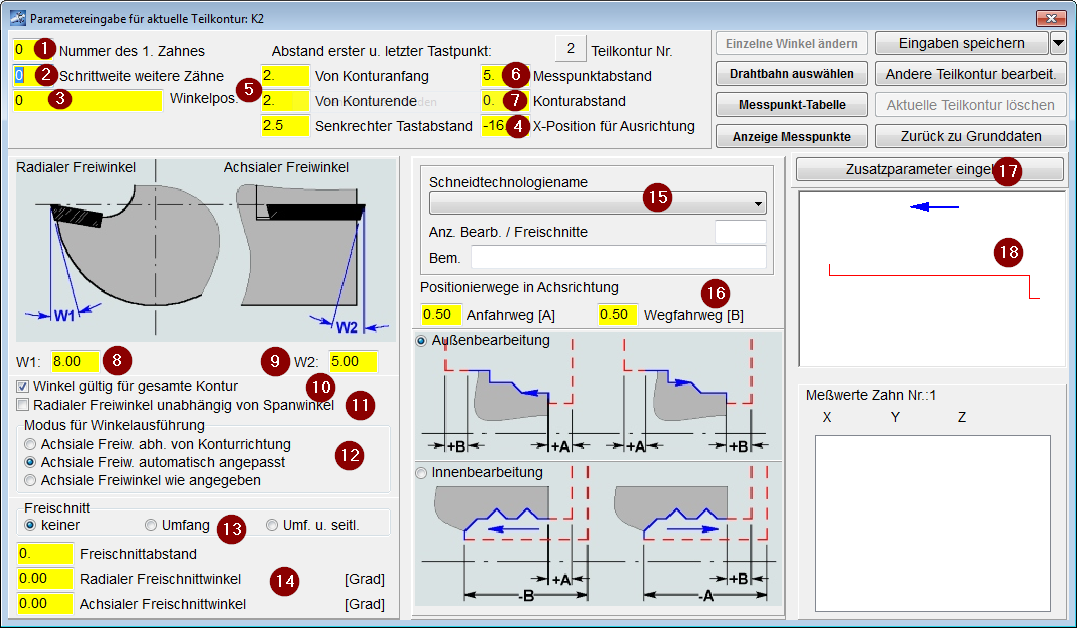 Parametereingabe für aktuelle Teilkontur: K2
0 1 Nummer des 1. Zahnes
0 2 Schrittweite weitere Zähne
0 3 Winkelpos. 5
Abstand erster u. letzter Tastpunkt:
2. Von Konturanfang
2. Von Konturende
2.5 Senkrechter Tastabstand
2 Teilkontur Nr.
5. 6 Messpunktabstand
0. 7 Konturabstand
-16 4 X-Position für Ausrichtung
Einzelne Winkel ändern
Eingaben speichern
Drahtbahn auswählen
Andere Teilkontur bearbeit.
Messpunkt-Tabelle
Aktuelle Teilkontur löschen
Anzeige Messpunkte
Zurück zu Grunddaten
Radialer Freiwinkel
Achsialer Freiwinkel
W1
W2
W1: 8.00 8
9 W2: 5.00
Winkel gültig für gesamte Kontur 10
Radialer Freiwinkel unabhängig von Spanwinkel 11
Modus für Winkelausführung
Achsiale Freiw. abh. von Konturrichtung
Achsiale Freiw. automatisch angepasst 12
Achsiale Freiwinkel wie angegeben
Freischnitt
keiner Umfang 13 Umf. u. seitl.
0. Freischnittabstand
0.00 Radialer Freischnittwinkel 14 [Grad]
0.00 Achsialer Freischnittwinkel [Grad]
Schneidtechnologiename
15
Anz. Bearb. / Freischnitte
Bem.
Positionierwege in Achsrichtung 16
0.50 Anfahrweg [A]
0.50 Wegfahrweg [B]
Außenbearbeitung
+B +A +A +B
Innenbearbeitung
+A +B
-B -A
Zusatzparameter eingel 17
18
Meßwerte Zahn Nr.:1
X Y Z